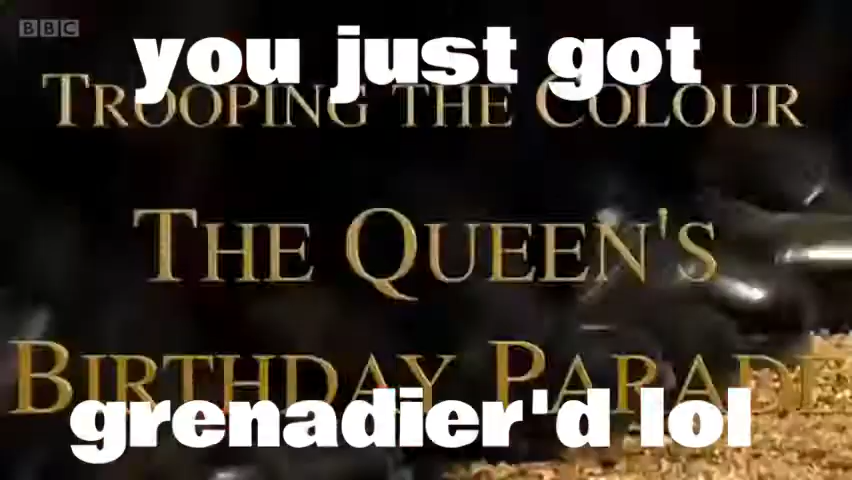 BBC
you just got
TROOPING THE COLOUR
THE QUEEN'S
BIRTHDAY PARADE
grenadier'd lol